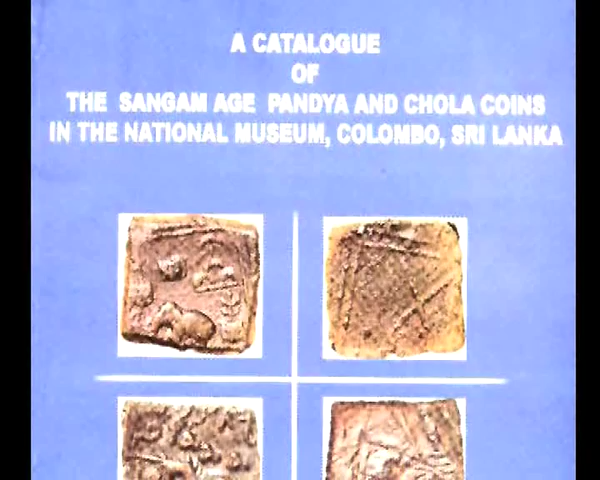 A CATALOGUE
OF
THE SANGAM AGE PANDYA AND CHOLA COINS
IN THE NATIONAL MUSEUM, COLOMBO, SRI LANKA